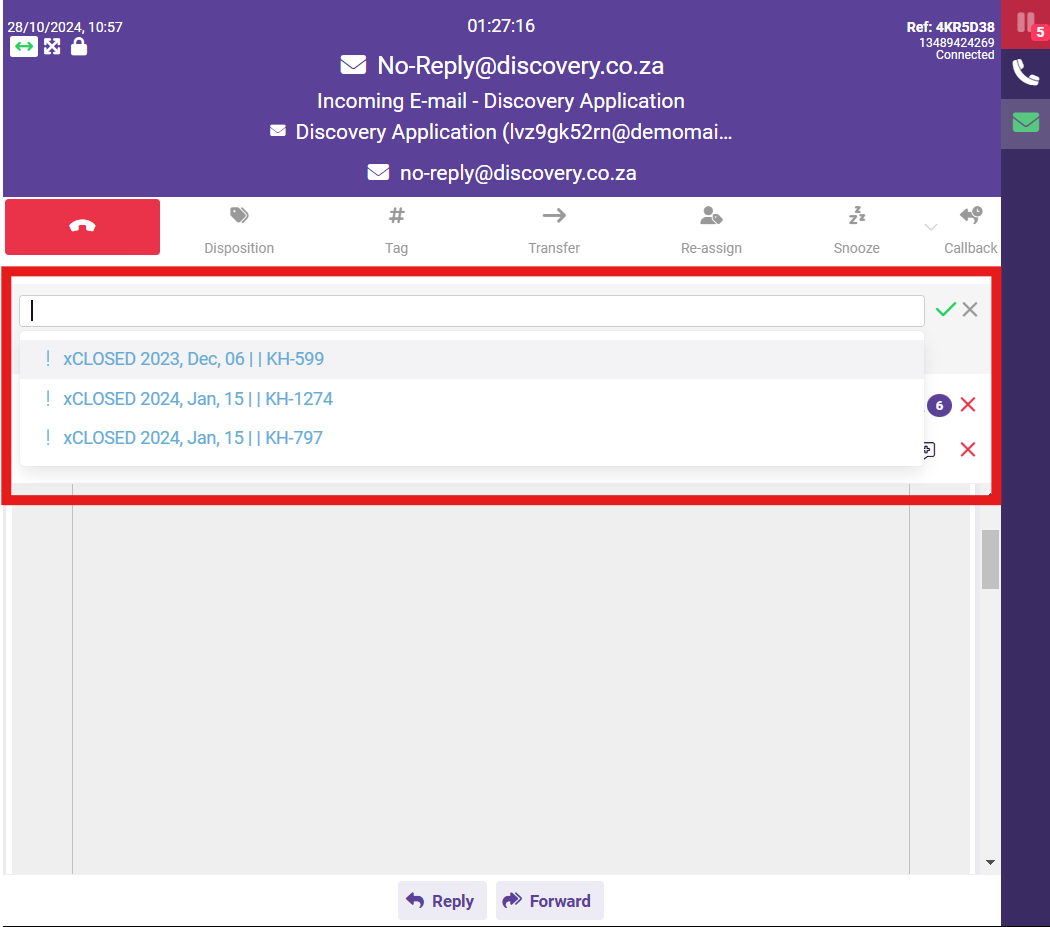 28/10/2024, 10:57
01:27:16
Ref: 4KR5D38
13489424269
Connected
5
No-Reply@discovery.co.za
Incoming E-mail - Discovery Application
Discovery Application (lvz9gk52rn@demomai...
no-reply@discovery.co.za
Disposition
Tag
Transfer
Re-assign
Snooze
Callback
! xCLOSED 2023, Dec, 06 | | KH-599
! xCLOSED 2024, Jan, 15 | | KH-1274
6
! xCLOSED 2024, Jan, 15 | | KH-797
Reply
Forward